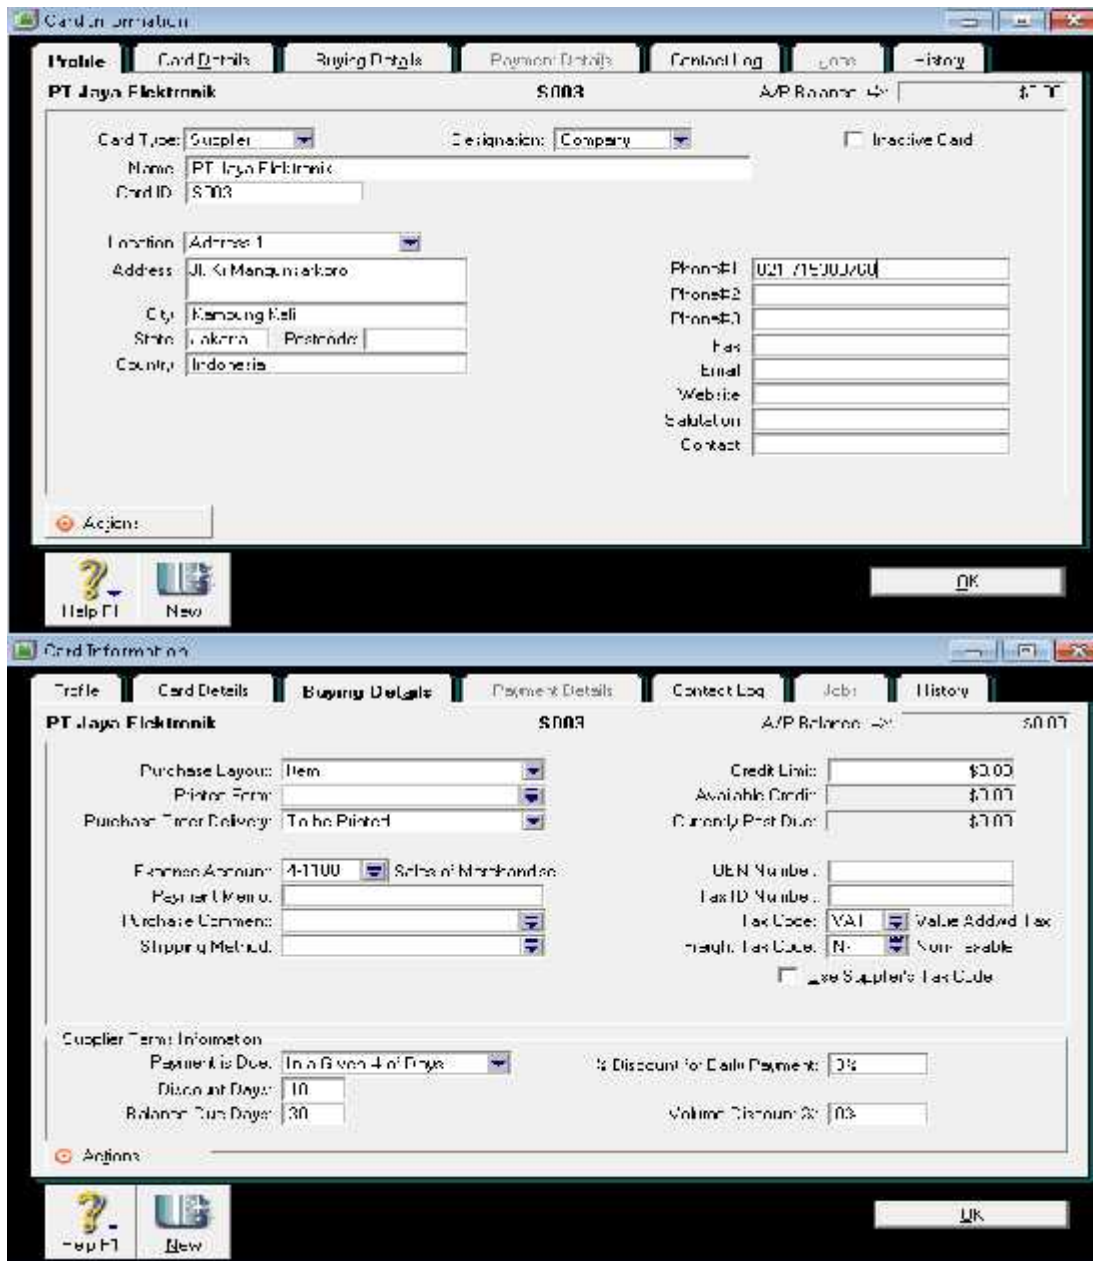 Card Information
Profile Card Details Buying Details Payment Details Contact Log Jobs History
PT Jaya Elektronik S003 A/P Balance => $0.00
Card Type: Supplier Designation: Company Inactive Card
Name: PT Jaya Elektronik
Card ID: S003
Location: Address 1
Address: Phone#1:
City: Kampung Phone#2:
State: Jakarta Postcode: Phone#3:
Country: Indonesia Fax:
Email:
Website:
Salutation:
Contact:
Actions
OK
Help F1 New
Card Information
Profile Card Details Buying Details Payment Details Contact Log Jobs History
PT Jaya Elektronik S003 A/P Balance => $0.00
Purchase Layout: Item Credit Limit: $0.00
Printed Form: Available Credit: $0.00
Purchase Order Delivery: To be Printed Currently Past Due: $0.00
Expense Account: 4-1100 Sales of Merchandise UEN Number:
Payment Memo: Tax ID Number:
Purchase Comment: Tax Code: VAT Value Added Tax
Shipping Method: Freight Tax Code: N-T Non-Taxable
Use Supplier's Tax Code
Supplier Terms Information
Payment is Due: In a Given # of Days % Discount for Early Payment: 0%
Discount Days: 10
Balance Due Days: 30 Volume Discount %: 0%
Actions
OK
Help F1 New